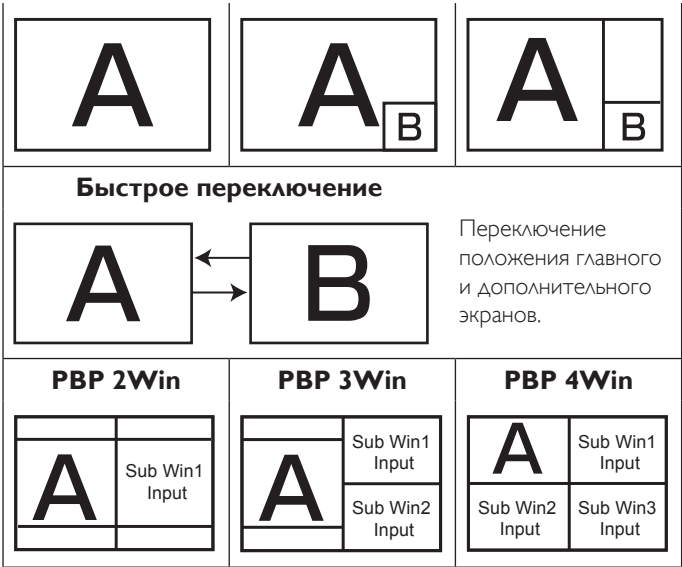 A
A
B
A
B
Быстрое переключение
A
B
Переключение
положения главного
и дополнительного
экранов.
PBP 2Win
PBP 3Win
PBP 4Win
A
Sub Win1
Input
A
Sub Win1
Input
Sub Win2
Input
A
Sub Win1
Input
Sub Win2
Input
Sub Win3
Input